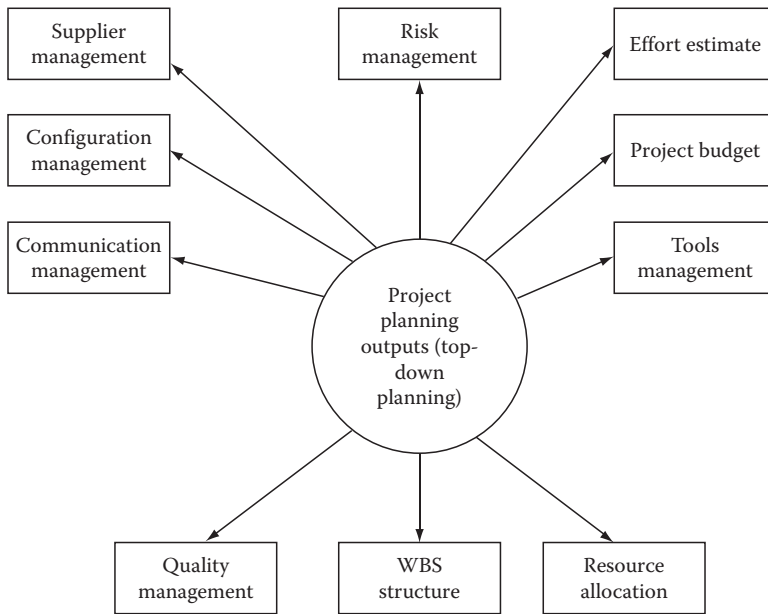 Supplier
management
Risk
management
Effort estimate
Configuration
management
Project budget
Communication
management
Tools
management
Project
planning
outputs (top-
down
planning)
Quality
management
WBS
structure
Resource
allocation